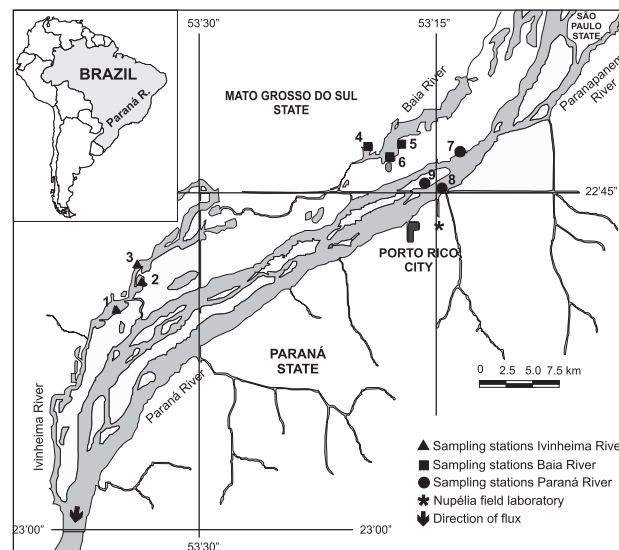 53'30"
53'15"
SÃO
PAULO
STATE
BRAZIL
Paraná R.
MATO GROSSO DO SUL
STATE
Baia River
Paranapanema
River
4
5
6
7
9
8
22'45"
PORTO RICO
CITY
3
2
1
PARANÁ
STATE
0 2.5 5.0 7.5 km
Ivinheima River
Paraná River
Sampling stations Ivinheima Rive
Sampling stations Baia River
Sampling stations Paraná River
Nupélia field laboratory
Direction of flux
23'00"
23'00"
53'30"